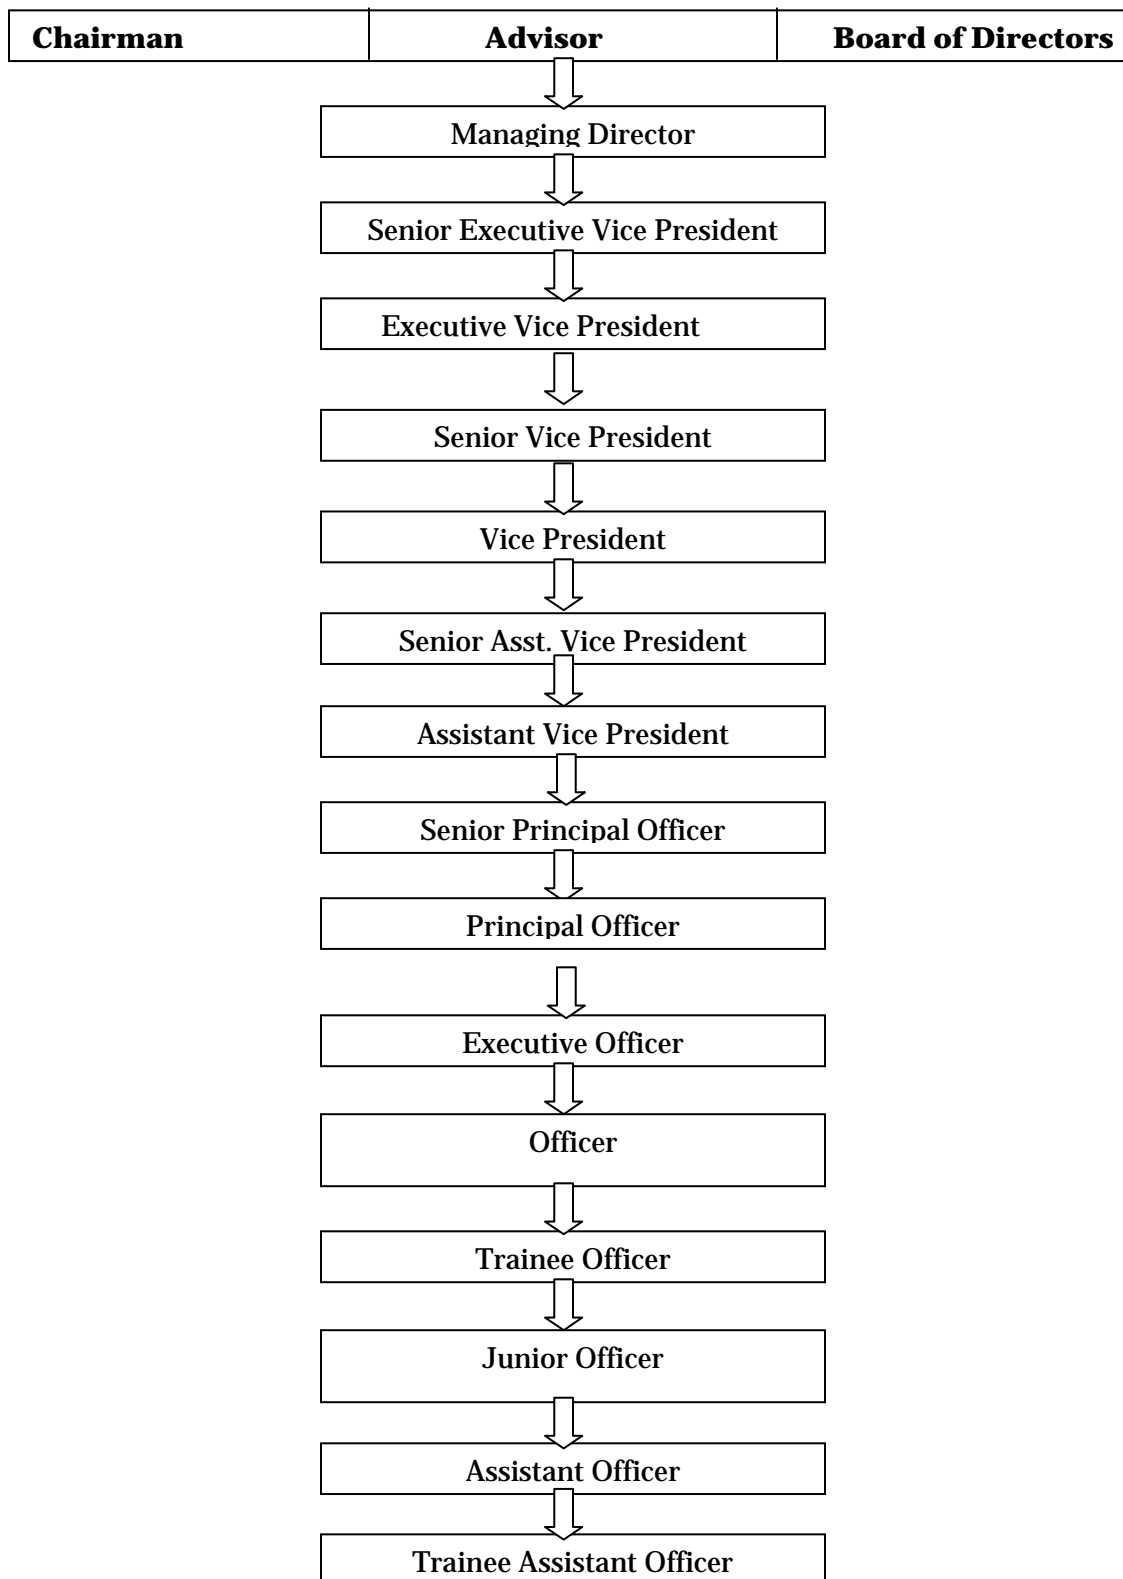 Chairman Advisor Board of Directors
Managing Director
Senior Executive Vice President
Executive Vice President
Senior Vice President
Vice President
Senior Asst. Vice President
Assistant Vice President
Senior Principal Officer
Principal Officer
Executive Officer
Officer
Trainee Officer
Junior Officer
Assistant Officer
Trainee Assistant Officer